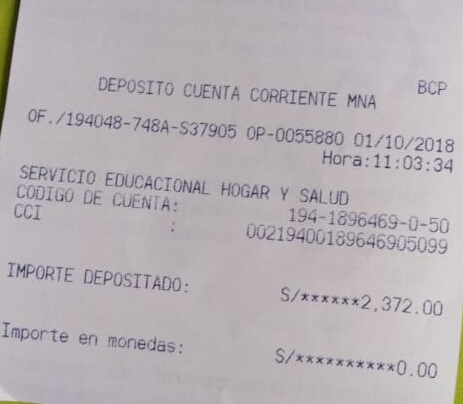 BCP
DEPOSITO CUENTA CORRIENTE MNA
OF./194048-748A-S37905 OP-0055880 01/10/2018
Hora:11:03:34
SERVICIO EDUCACIONAL HOGAR Y SALUD
CODIGO DE CUENTA: 194-1896469-0-50
CCI : 00219400189646905099
IMPORTE DEPOSITADO: S/******2,372.00
Importe en monedas: S/**********0.00